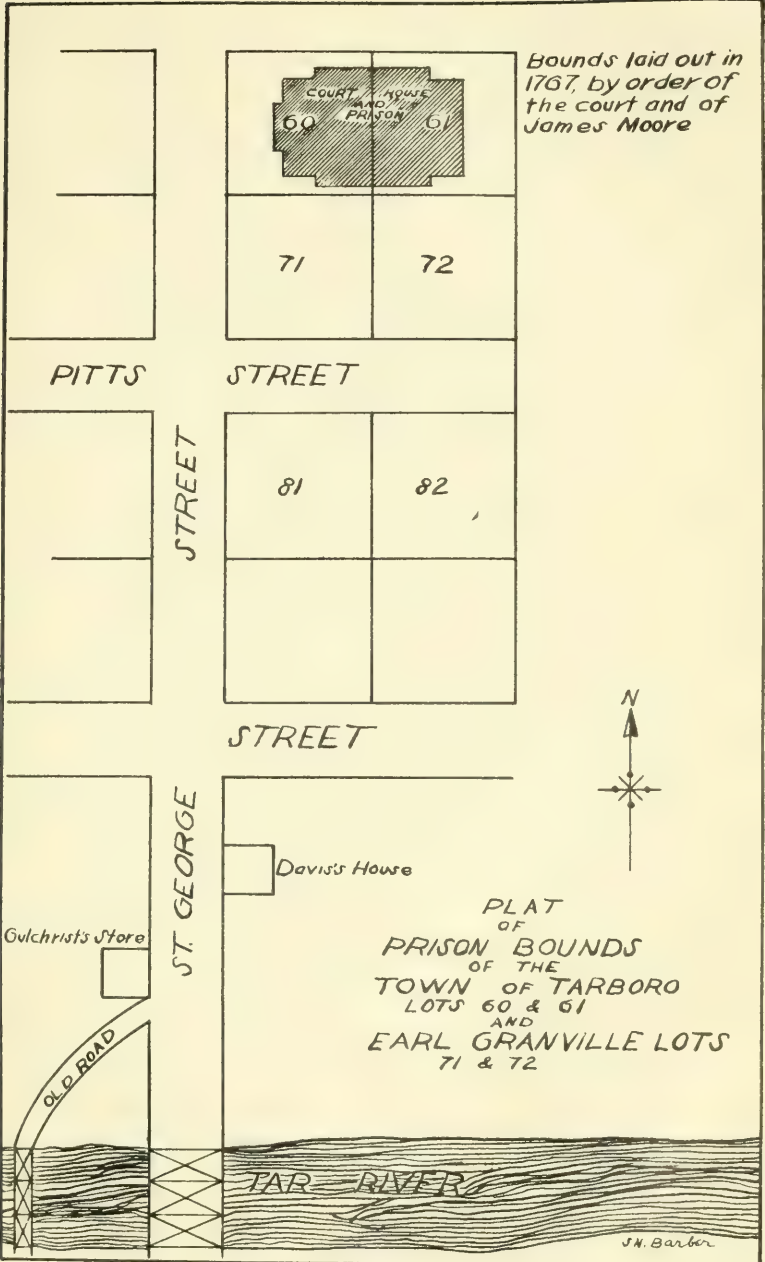 Bounds laid out in
1767, by order of
the court and of
James Moore
COURT HOUSE
AND
PRISON
60
61
71
72
PITTS STREET
81
82
STREET
STREET
ST. GEORGE
Davis's House
Gulchrist's Store
OLD ROAD
N
PLAT
OF
PRISON BOUNDS
OF THE
TOWN OF TARBORO
LOTS 60 & 61
AND
EARL GRANVILLE LOTS
71 & 72
TAR RIVER
S.N. Barber